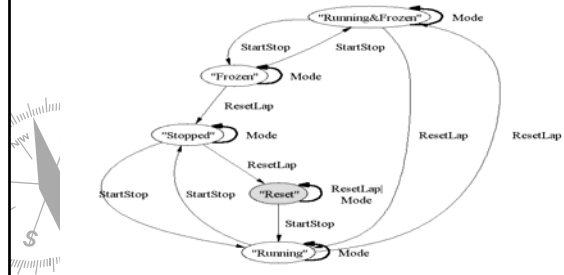 "Running&Frozen"
Mode
StartStop
StartStop
"Frozen"
Mode
ResetLap
"Stopped"
Mode
ResetLap
ResetLap
ResetLap
NW
StartStop
StartStop
"Reset"
ResetLap|
Mode
StartStop
S
"Running"
Mode